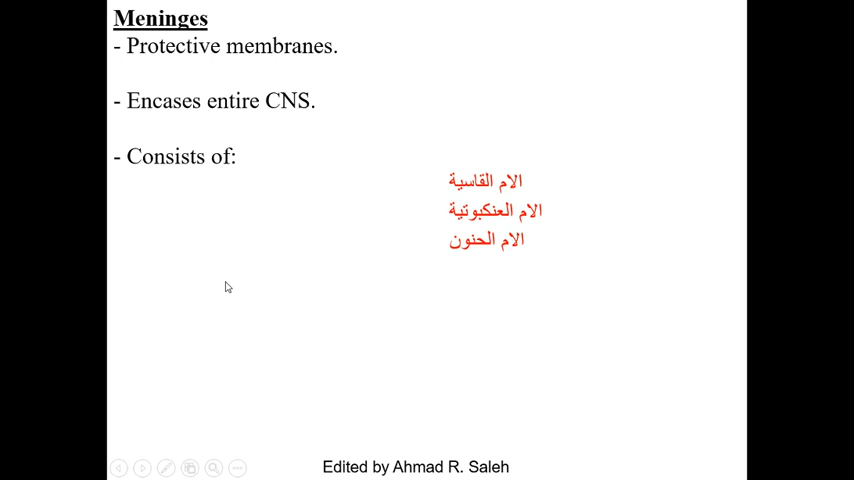 Meninges
- Protective membranes.
- Encases entire CNS.
- Consists of:
الام القاسية
الام العنكبوتية
الام الحنون
Edited by Ahmad R. Saleh